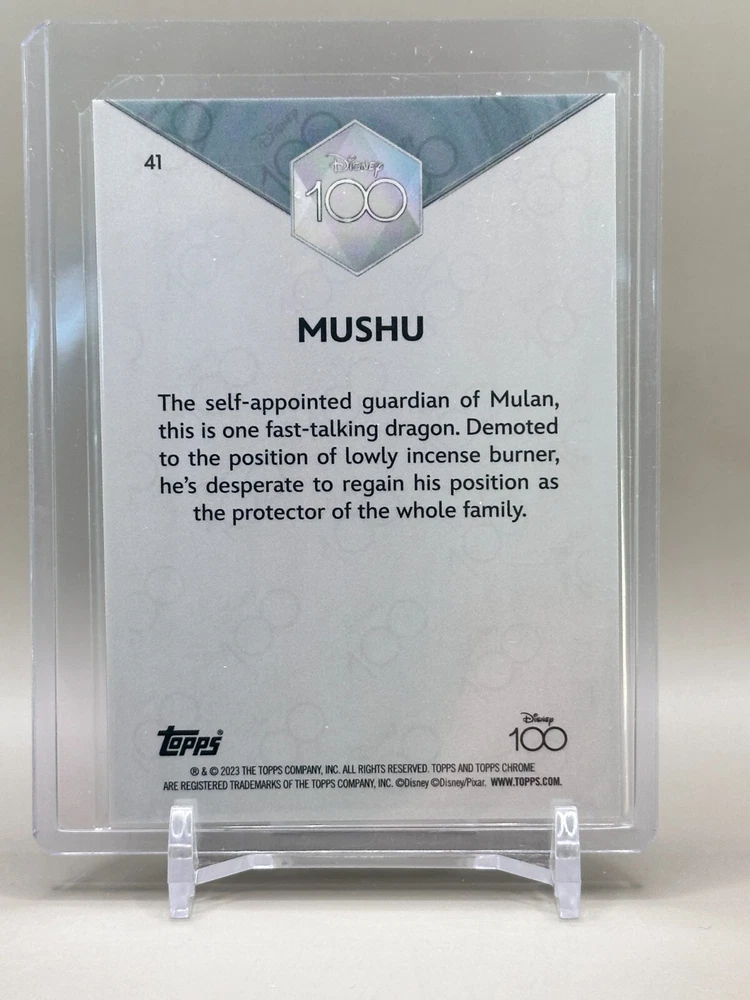 41
Disney
100
MUSHU
The self-appointed guardian of Mulan,
this is one fast-talking dragon. Demoted
to the position of lowly incense burner,
he's desperate to regain his position as
the protector of the whole family.
topps®
Disney
100
® & © 2023 THE TOPPS COMPANY, INC. ALL RIGHTS RESERVED. TOPPS AND TOPPS CHROME
ARE REGISTERED TRADEMARKS OF THE TOPPS COMPANY, INC. ©Disney ©Disney/Pixar. WWW.TOPPS.COM.